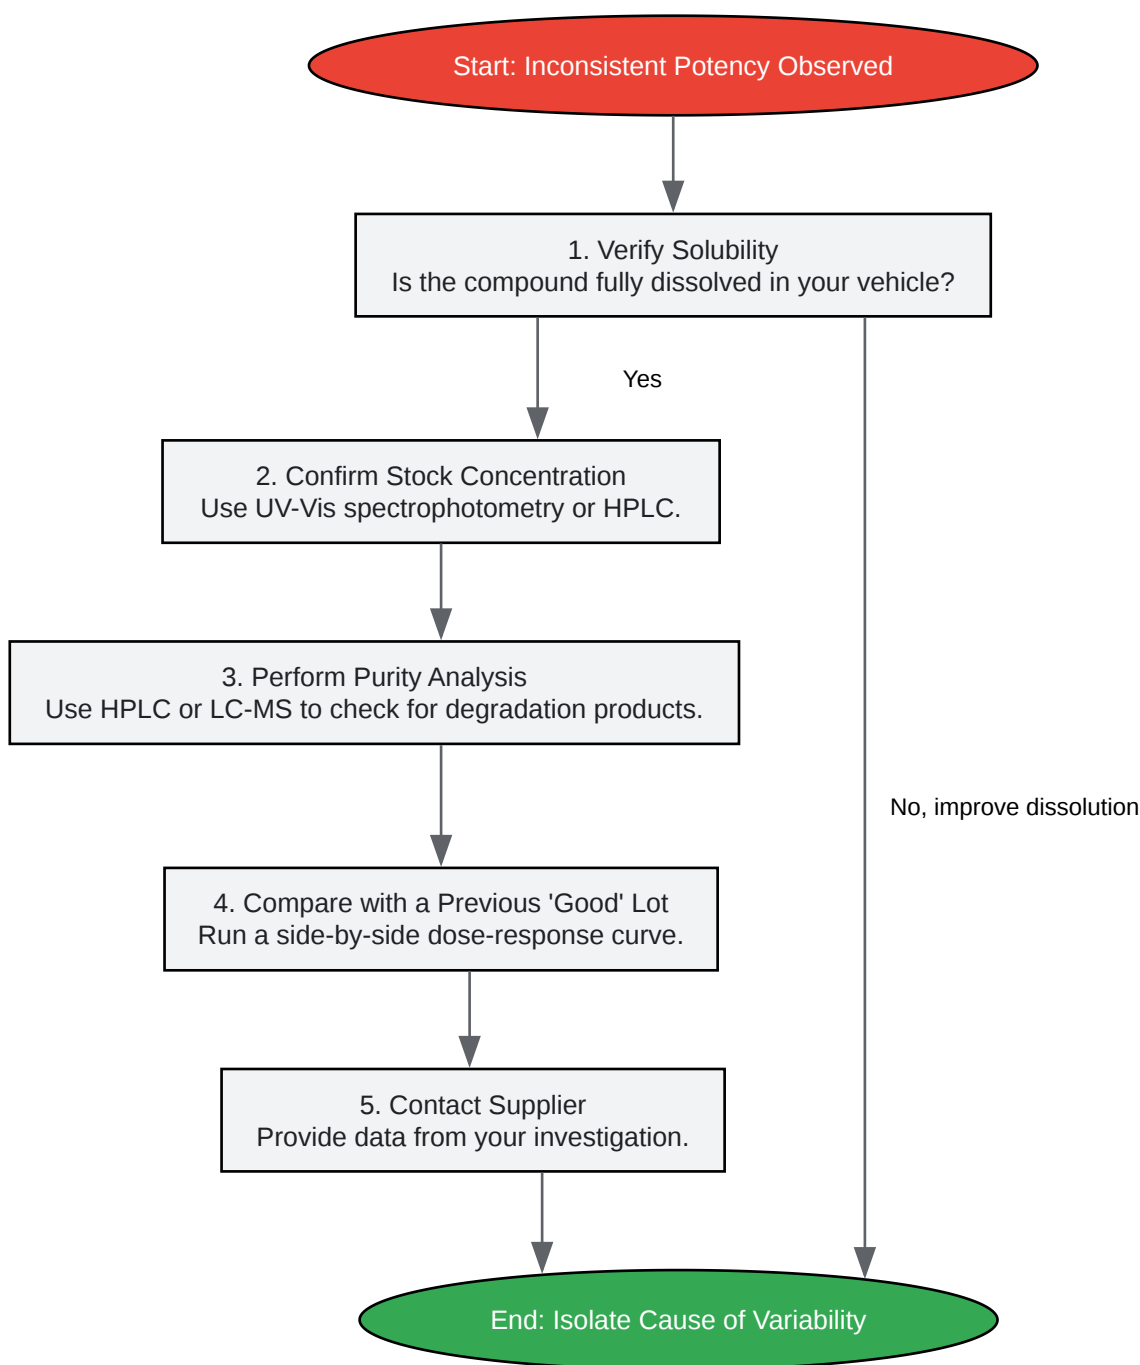 Start: Inconsistent Potency Observed
1. Verify Solubility
Is the compound fully dissolved in your vehicle?
Yes
2. Confirm Stock Concentration
Use UV-Vis spectrophotometry or HPLC.
3. Perform Purity Analysis
Use HPLC or LC-MS to check for degradation products.
No, improve dissolution
4. Compare with a Previous 'Good' Lot
Run a side-by-side dose-response curve.
5. Contact Supplier
Provide data from your investigation.
End: Isolate Cause of Variability